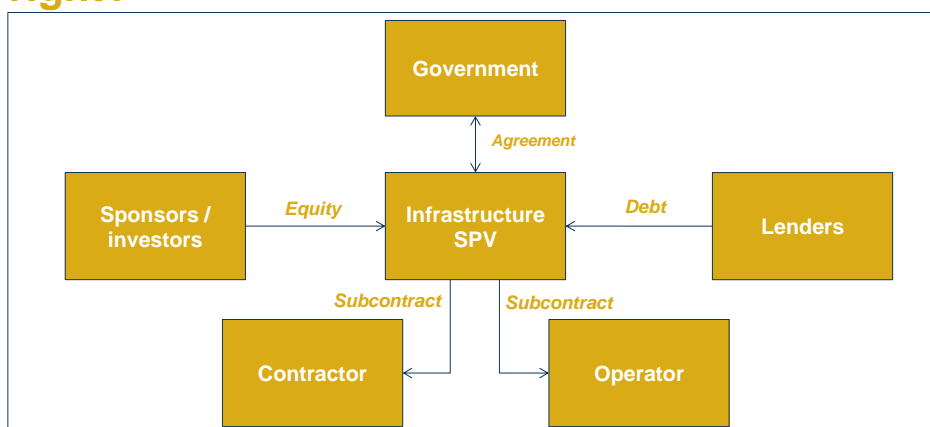 Government
Agreement
Sponsors /
investors
Equity
Infrastructure
SPV
Debt
Lenders
Subcontract
Subcontract
Contractor
Operator